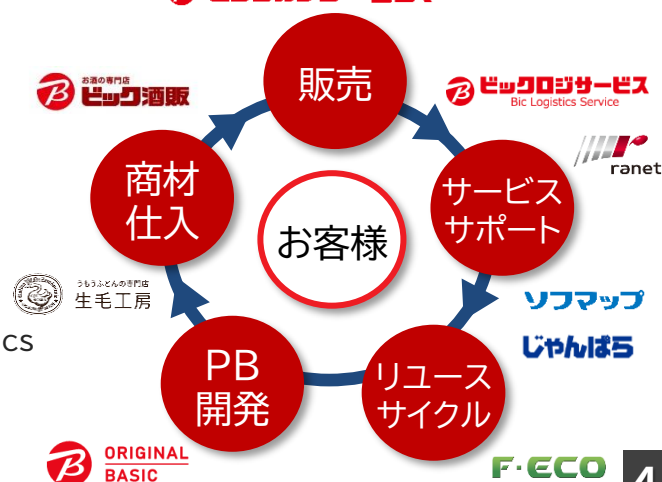 販売
お酒の専門店
ビック酒販
ビックロジサービス
Bic Logistics Service
ranet
商材
仕入
サービス
サポート
お客様
うもうふとんの専門店
生毛工房
ソフマップ
cs
じゃんぱら
PB
開発
リユース
サイクル
ORIGINAL
BASIC
F·ECO
4